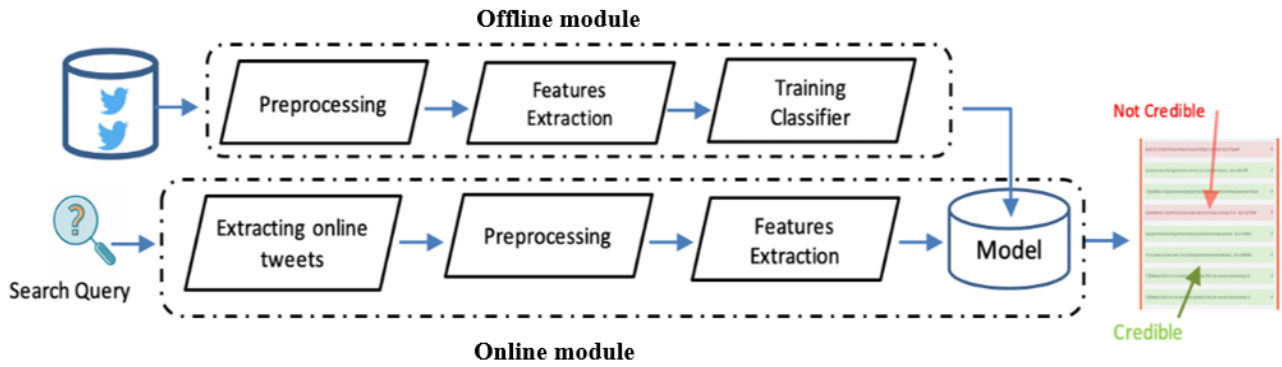 Offline module
Preprocessing
Features
Extraction
Training
Classifier
Not Credible
?
Extracting online
tweets
Preprocessing
Features
Extraction
Model
Search Query
Credible
Online module